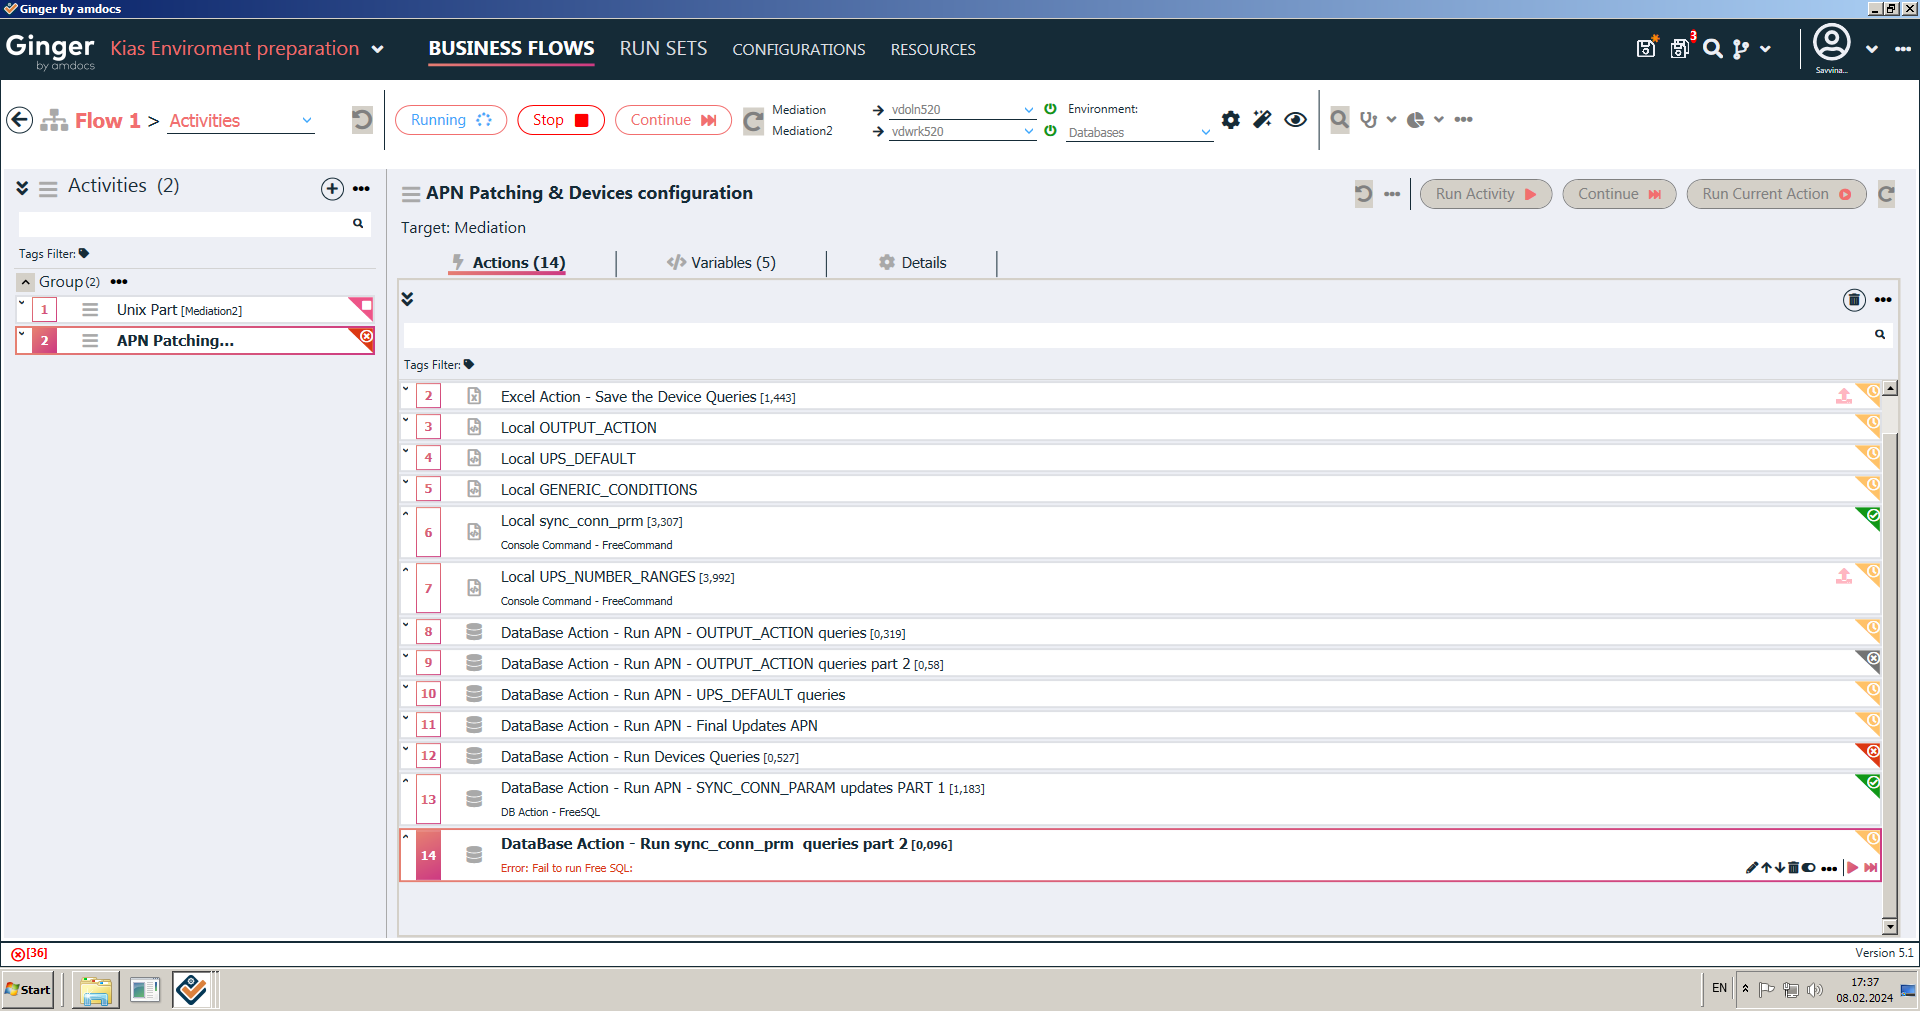 Ginger by amdocs
Ginger
by amdocs
Kias Enviroment preparation
BUSINESS FLOWS
RUN SETS
CONFIGURATIONS
RESOURCES
3
Savvina...
Flow 1 > Activities
Running
Stop
Continue
Mediation
vdoln520
Mediation2
vdwrk520
Environment:
Databases
Activities (2)
Tags Filter:
Group(2)
1 Unix Part [Mediation2]
2 APN Patching...
APN Patching & Devices configuration
Run Activity
Continue
Run Current Action
Target: Mediation
Actions (14)
Variables (5)
Details
Tags Filter:
2 Excel Action - Save the Device Queries [1,443]
3 Local OUTPUT_ACTION
4 Local UPS_DEFAULT
5 Local GENERIC_CONDITIONS
6 Local sync_conn_prm [3,307]
Console Command - FreeCommand
7 Local UPS_NUMBER_RANGES [3,992]
Console Command - FreeCommand
8 DataBase Action - Run APN - OUTPUT_ACTION queries [0,319]
9 DataBase Action - Run APN - OUTPUT_ACTION queries part 2 [0,58]
10 DataBase Action - Run APN - UPS_DEFAULT queries
11 DataBase Action - Run APN - Final Updates APN
12 DataBase Action - Run Devices Queries [0,527]
13 DataBase Action - Run APN - SYNC_CONN_PARAM updates PART 1 [1,183]
DB Action - FreeSQL
14 DataBase Action - Run sync_conn_prm queries part 2 [0,096]
Error: Fail to run Free SQL:
[36]
Version 5.1
Start
EN
17:37
08.02.2024